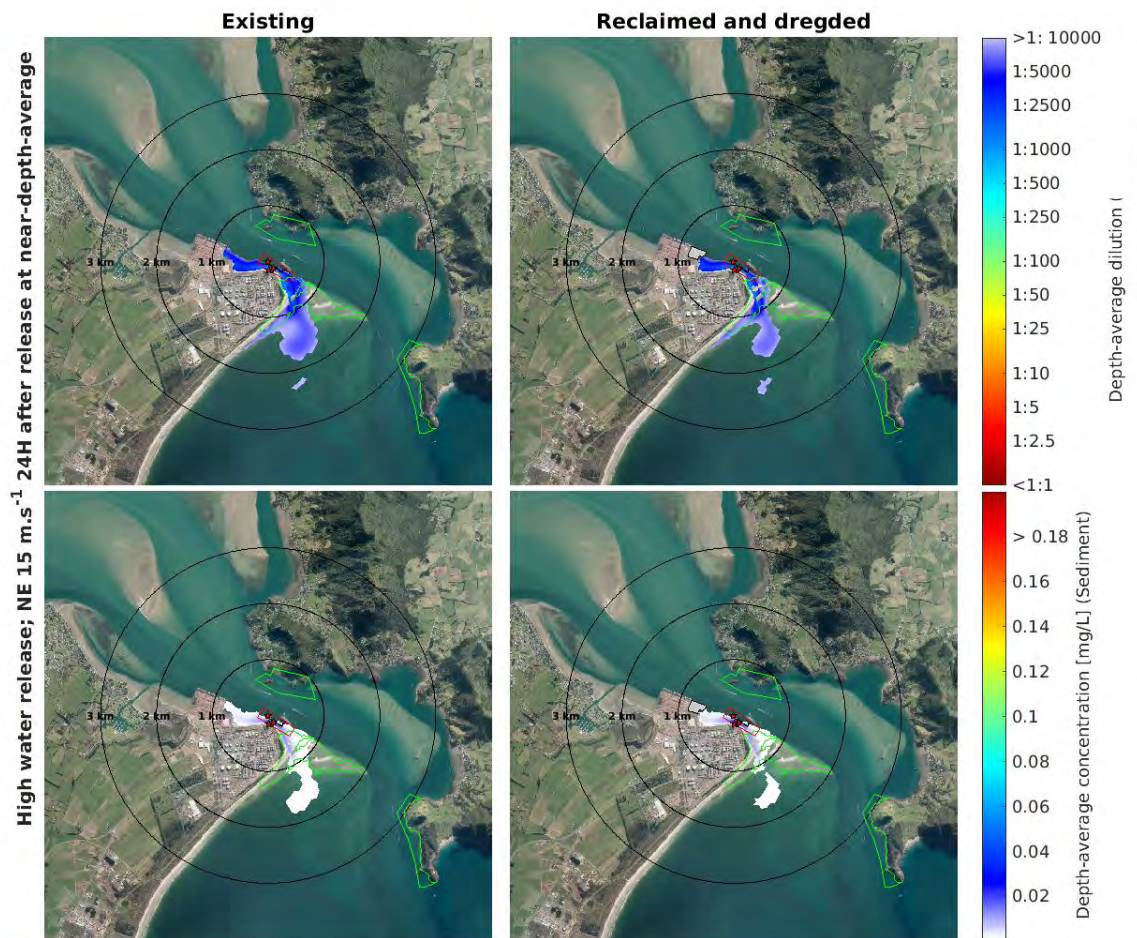 Existing
Reclaimed and dregded
24H after release at near-depth-average
High water release; NE 15 m.s⁻¹
3 km
2 km
1 km
3 km
2 km
1 km
>1: 10000
1:5000
1:2500
1:1000
1:500
1:250
1:100
1:50
1:25
1:10
1:5
1:2.5
<1:1
Depth-average dilution (
3 km
2 km
1 km
3 km
2 km
1 km
> 0.18
0.16
0.14
0.12
0.1
0.08
0.06
0.04
0.02
Depth-average concentration [mg/L] (Sediment)